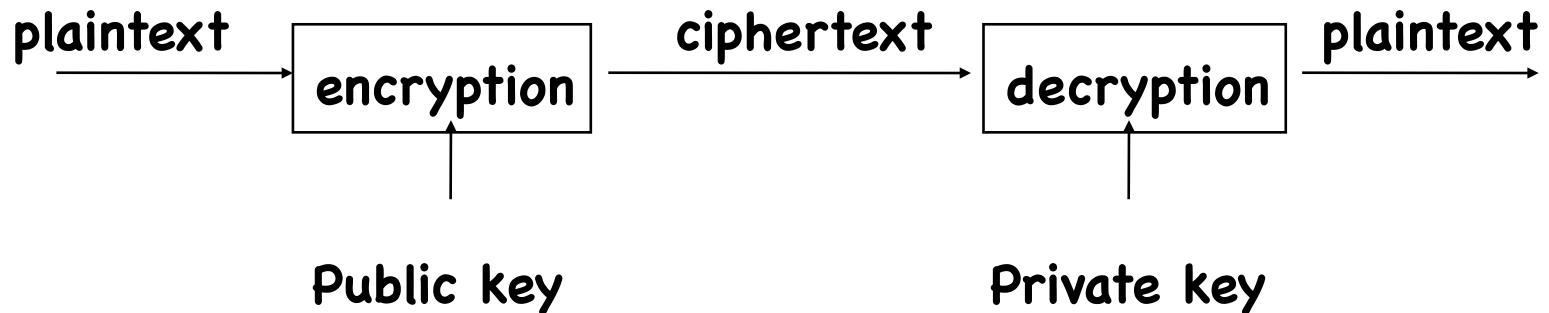 plaintext ciphertext plaintext
encryption decryption
Public key Private key